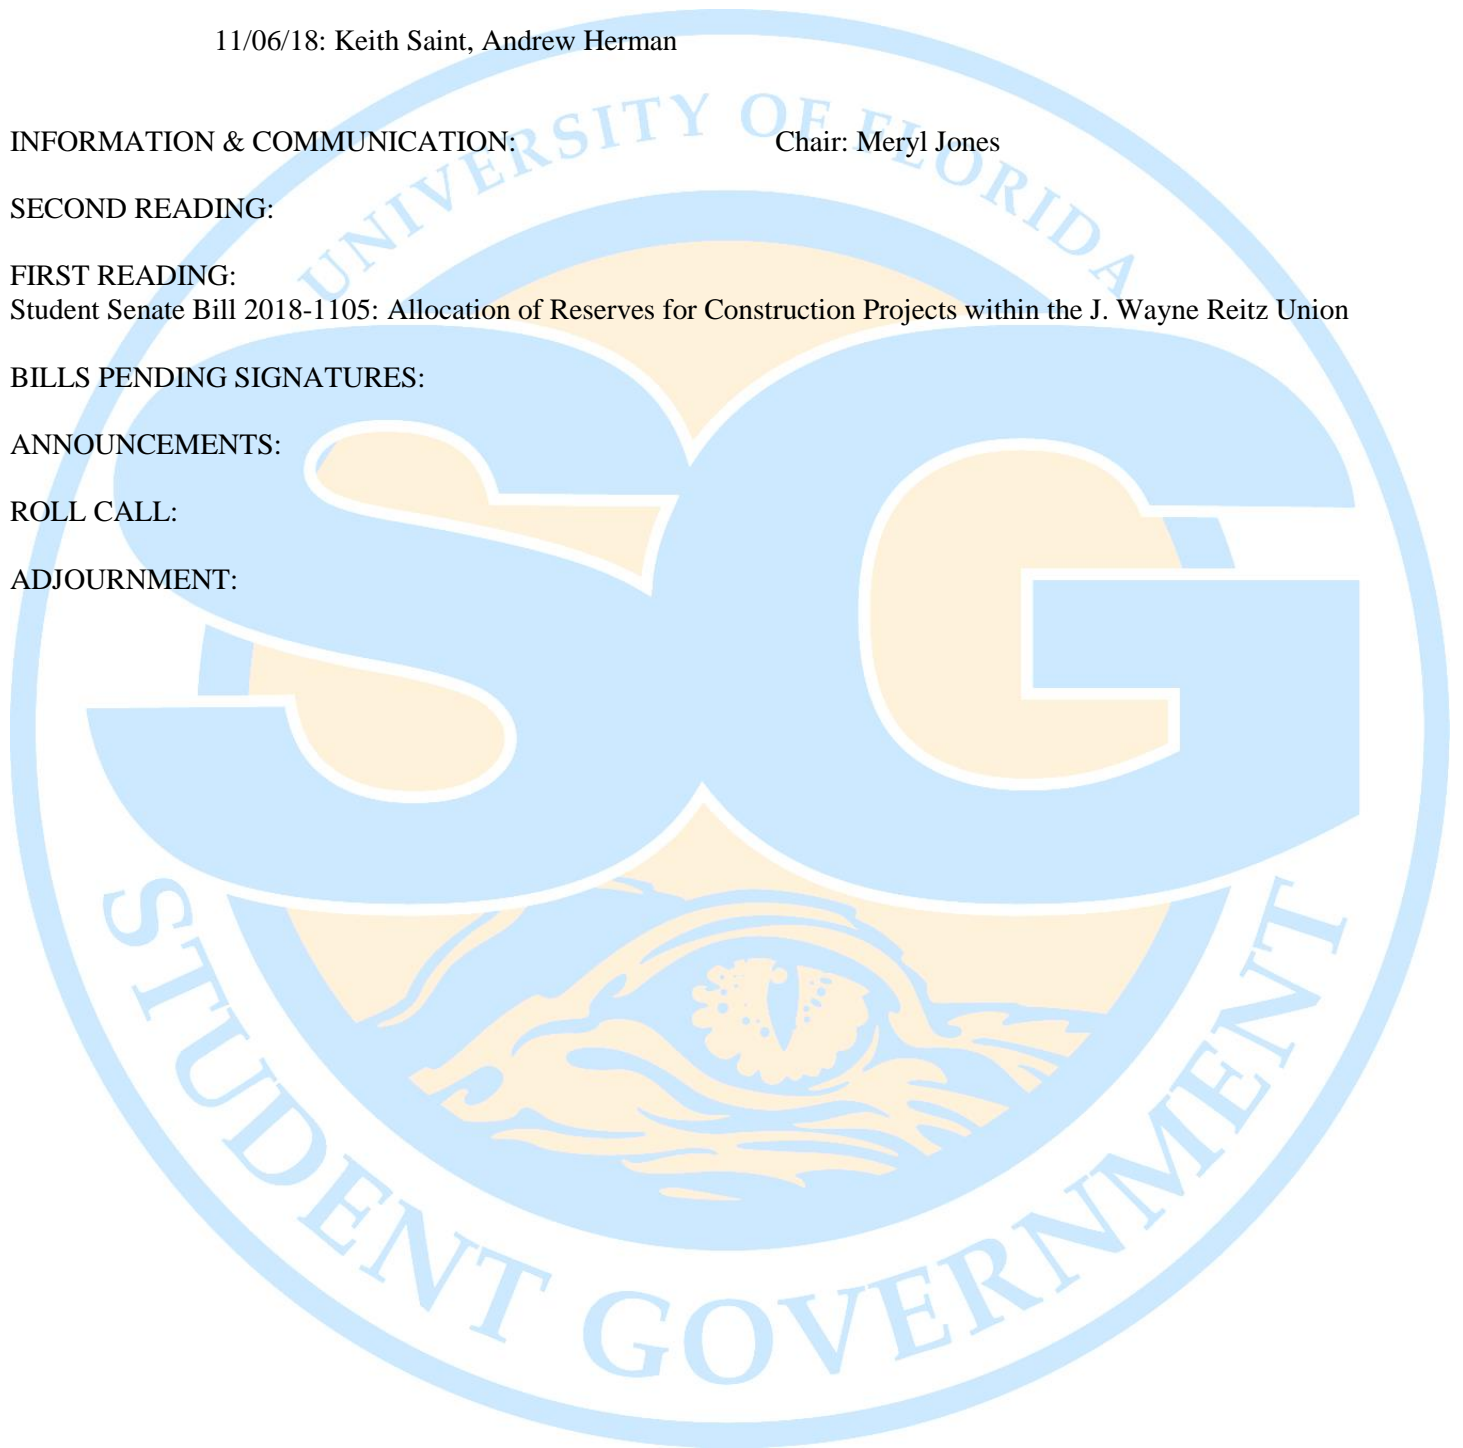 11/06/18: Keith Saint, Andrew Herman
INFORMATION & COMMUNICATION: Chair: Meryl Jones
SECOND READING:
FIRST READING:
Student Senate Bill 2018-1105: Allocation of Reserves for Construction Projects within the J. Wayne Reitz Union
BILLS PENDING SIGNATURES:
ANNOUNCEMENTS:
ROLL CALL:
ADJOURNMENT:
UNIVERSITY OF FLORIDA
SG
STUDENT GOVERNMENT